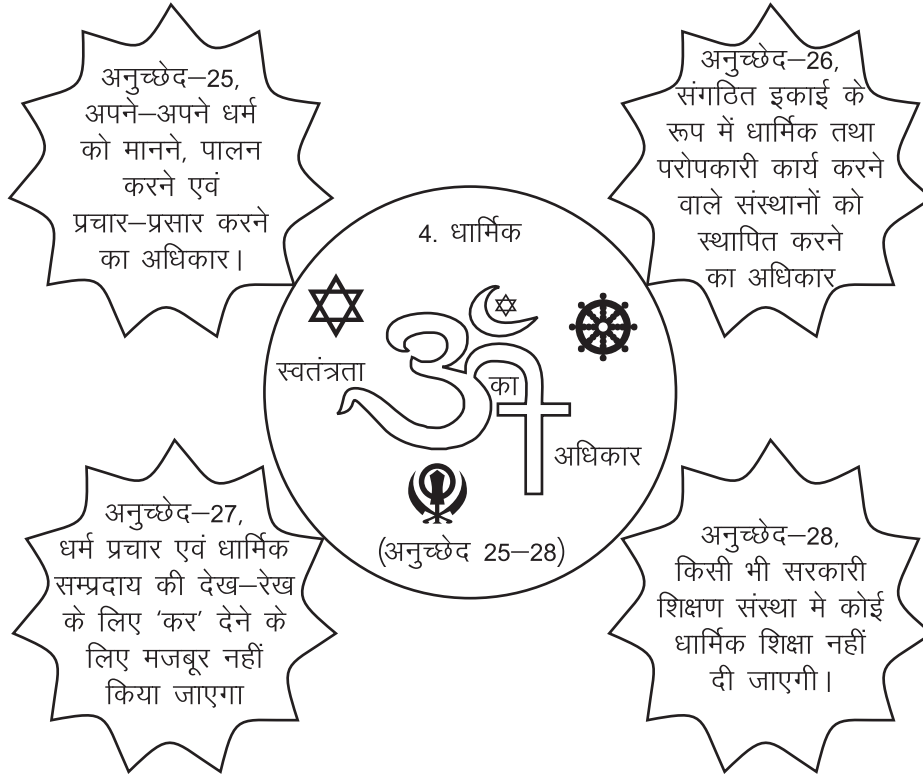 अनुच्छेद–25,
अपने–अपने धर्म
को मानने, पालन
करने एवं
प्रचार–प्रसार करने
का अधिकार।
अनुच्छेद–26,
संगठित इकाई के
रूप में धार्मिक तथा
परोपकारी कार्य करने
वाले संस्थानों को
स्थापित करने
का अधिकार
4. धार्मिक
स्वतंत्रता
का
अधिकार
(अनुच्छेद 25–28)
अनुच्छेद–27,
धर्म प्रचार एवं धार्मिक
सम्प्रदाय की देख–रेख
के लिए ‘कर’ देने के
लिए मजबूर नहीं
किया जाएगा
अनुच्छेद–28,
किसी भी सरकारी
शिक्षण संस्था मे कोई
धार्मिक शिक्षा नहीं
दी जाएगी।